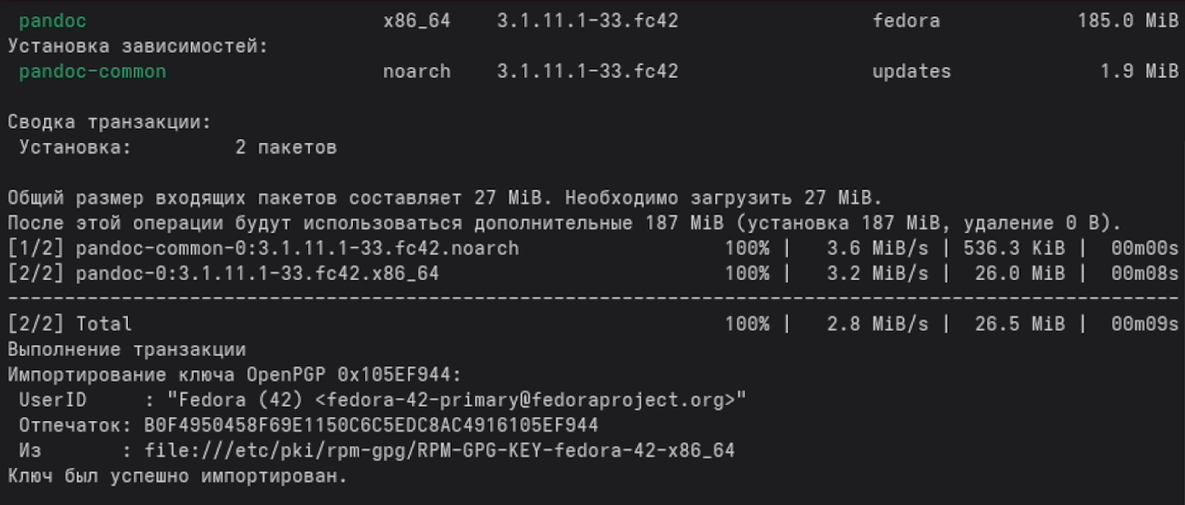 pandoc x86_64 3.1.11.1-33.fc42 fedora 185.0 MiB
Установка зависимостей:
pandoc-common noarch 3.1.11.1-33.fc42 updates 1.9 MiB
Сводка транзакции:
Установка: 2 пакетов
Общий размер входящих пакетов составляет 27 MiB. Необходимо загрузить 27 MiB.
После этой операции будут использоваться дополнительные 187 MiB (установка 187 MiB, удаление 0 B).
[1/2] pandoc-common-0:3.1.11.1-33.fc42.noarch 100% | 3.6 MiB/s | 536.3 KiB | 00m00s
[2/2] pandoc-0:3.1.11.1-33.fc42.x86_64 100% | 3.2 MiB/s | 26.0 MiB | 00m08s
--------------------------------------------------------------------------------------------------------
[2/2] Total 100% | 2.8 MiB/s | 26.5 MiB | 00m09s
Выполнение транзакции
Импортирование ключа OpenPGP 0x105EF944:
UserID : "Fedora (42) <fedora-42-primary@fedoraproject.org>"
Отпечаток: B0F4950458F69E1150C6C5EDC8AC4916105EF944
Из : file:///etc/pki/rpm-gpg/RPM-GPG-KEY-fedora-42-x86_64
Ключ был успешно импортирован.